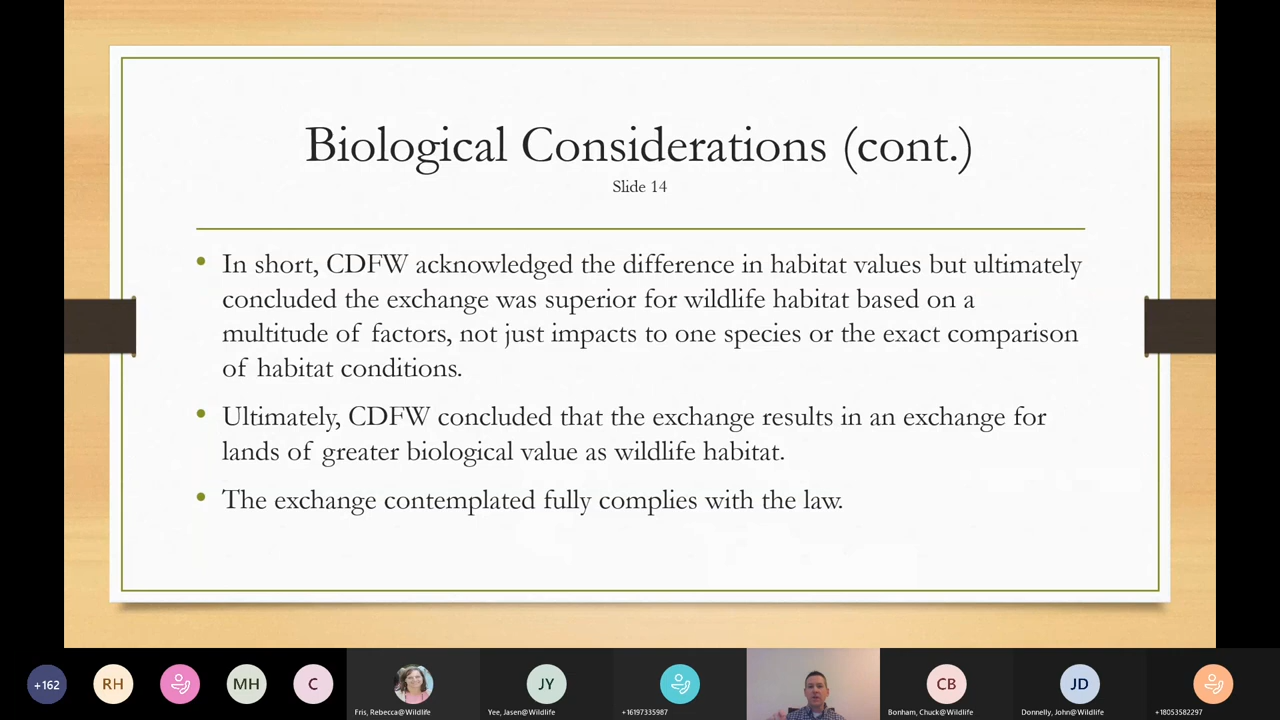 Biological Considerations (cont.)
Slide 14
• In short, CDFW acknowledged the difference in habitat values but ultimately
concluded the exchange was superior for wildlife habitat based on a
multitude of factors, not just impacts to one species or the exact comparison
of habitat conditions.
• Ultimately, CDFW concluded that the exchange results in an exchange for
lands of greater biological value as wildlife habitat.
• The exchange contemplated fully complies with the law.
+162
RH
MH
C
JY
CB
JD
Fris, Rebecca@Wildlife
Yee, Jasen@Wildlife
+16197335987
Bonham, Chuck@Wildlife
Donnelly, John@Wildlife
+18053582297